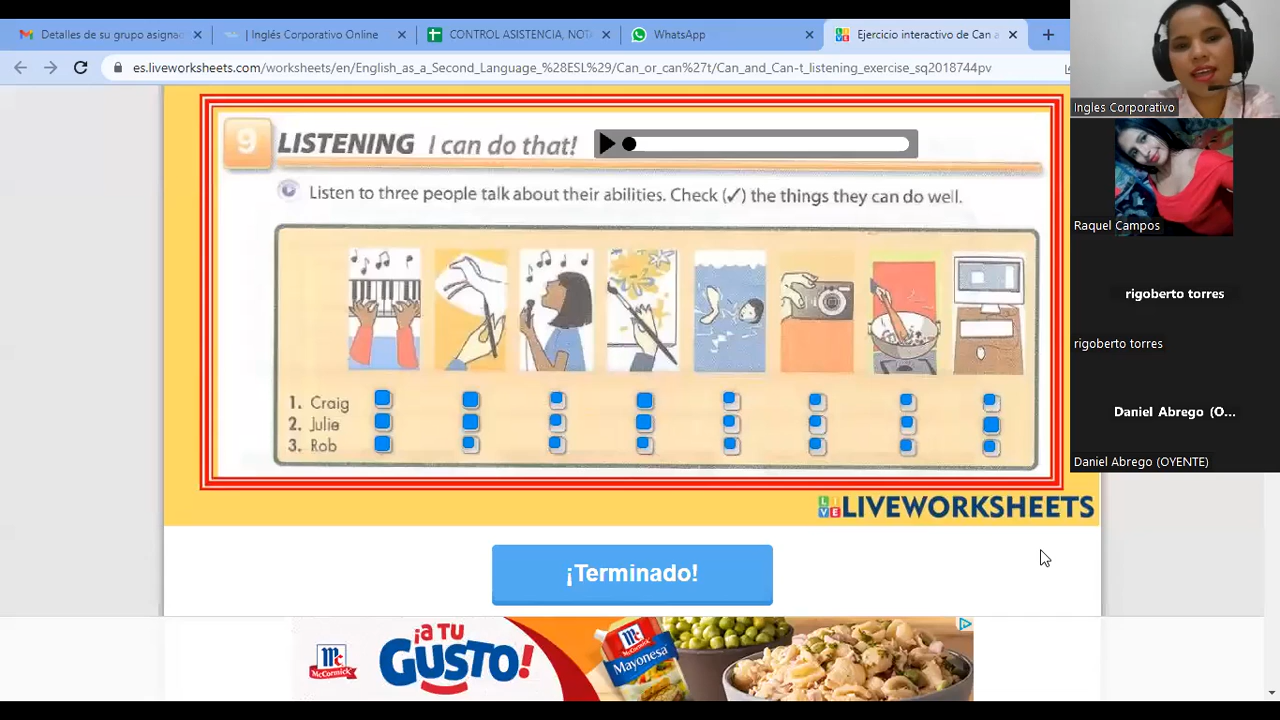 Detalles de su grupo asigna
| Inglés Corporativo Online
CONTROL ASISTENCIA, NOT
WhatsApp
Ejercicio interactivo de Can a
es.liveworksheets.com/worksheets/en/English_as_a_Second_Language_%28ESL%29/Can_or_can%27t/Can_and_Can-t_listening_exercise_sq2018744pv
9 LISTENING I can do that!
Listen to three people talk about their abilities. Check (✓) the things they can do well.
1. Craig
2. Julie
3. Rob
LIVE LIVEWORKSHEETS
¡Terminado!
McCormick
¡A TU
GUSTO!
McCormick
Mayonesa
Ingles Corporativo
Raquel Campos
rigoberto torres
rigoberto torres
Daniel Abrego (O...
Daniel Abrego (OYENTE)